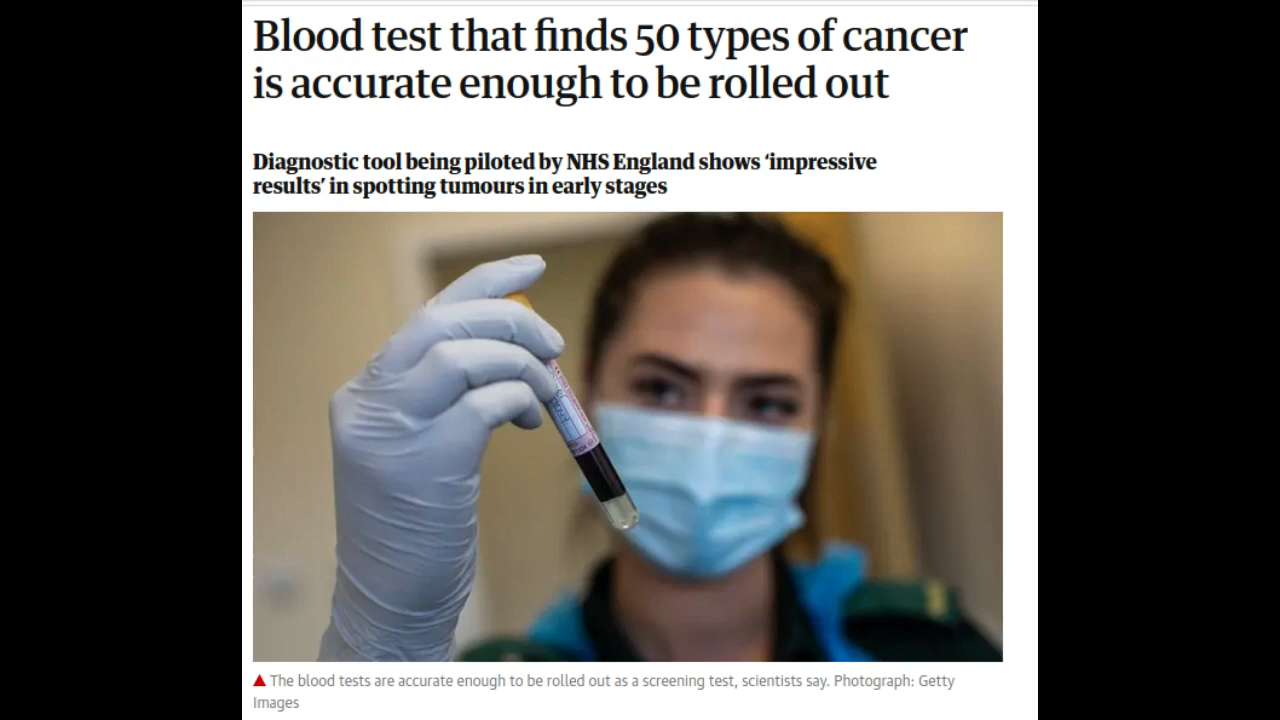 Blood test that finds 50 types of cancer
is accurate enough to be rolled out
Diagnostic tool being piloted by NHS England shows ‘impressive
results’ in spotting tumours in early stages
The blood tests are accurate enough to be rolled out as a screening test, scientists say. Photograph: Getty
Images